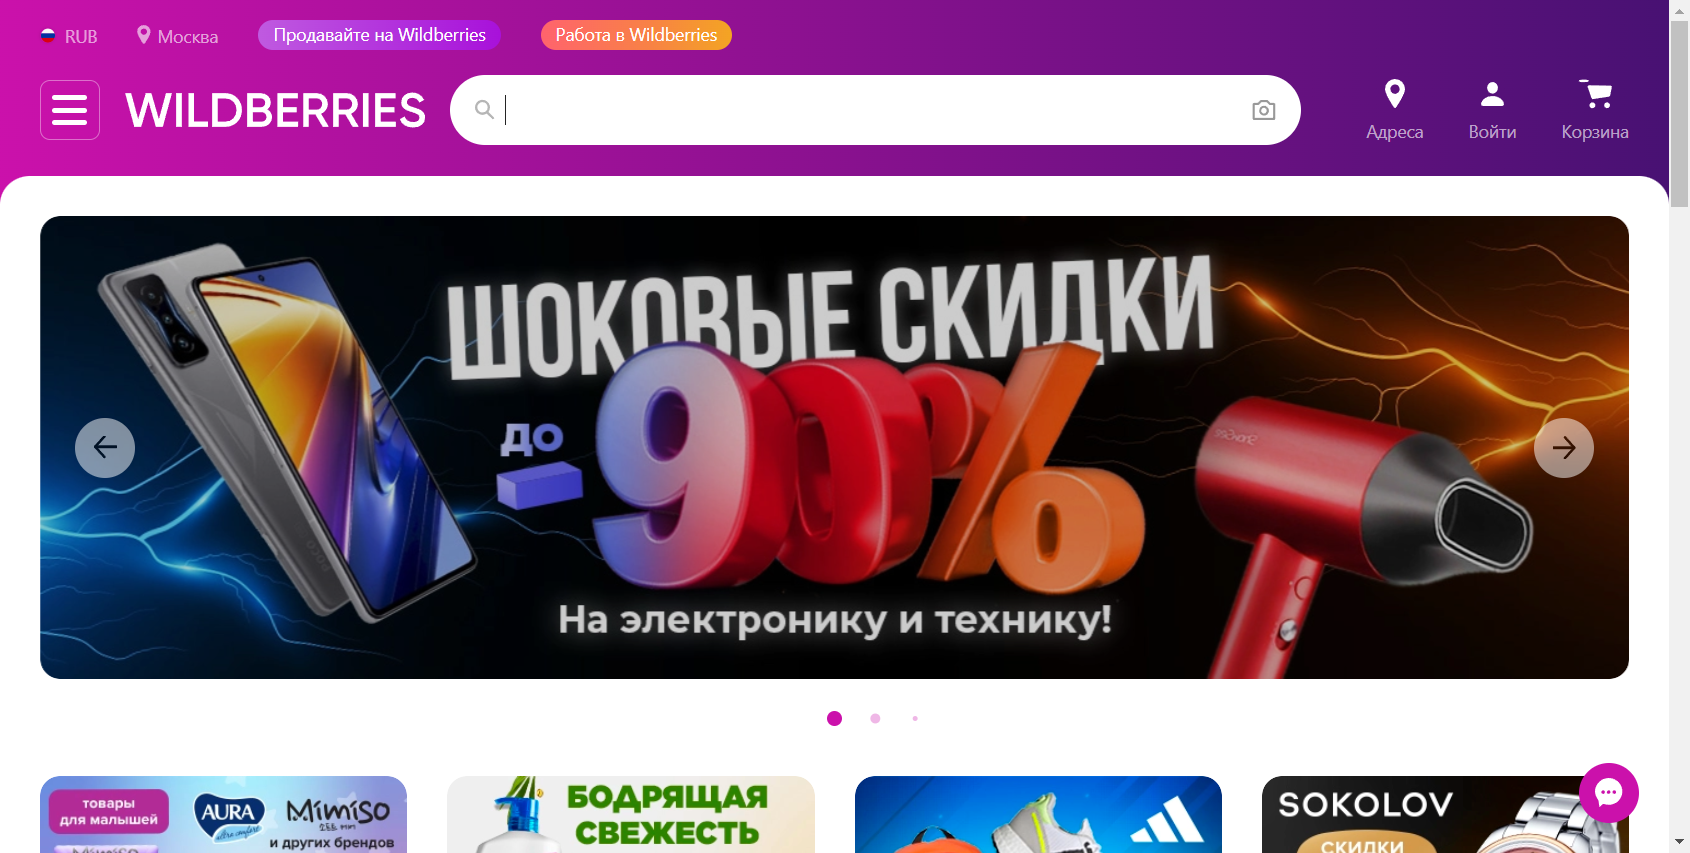 RUB
Москва
Продавайте на Wildberries
Работа в Wildberries
WILDBERRIES
Адреса
Войти
Корзина
ШОКОВЫЕ СКИДКИ
ДО
-90%
На электронику и технику!
товары
для малышей
AURA
Mimiso
и других брендов
БОДРЯЩАЯ
СВЕЖЕСТЬ
SOKOLOV
СКИДКИ